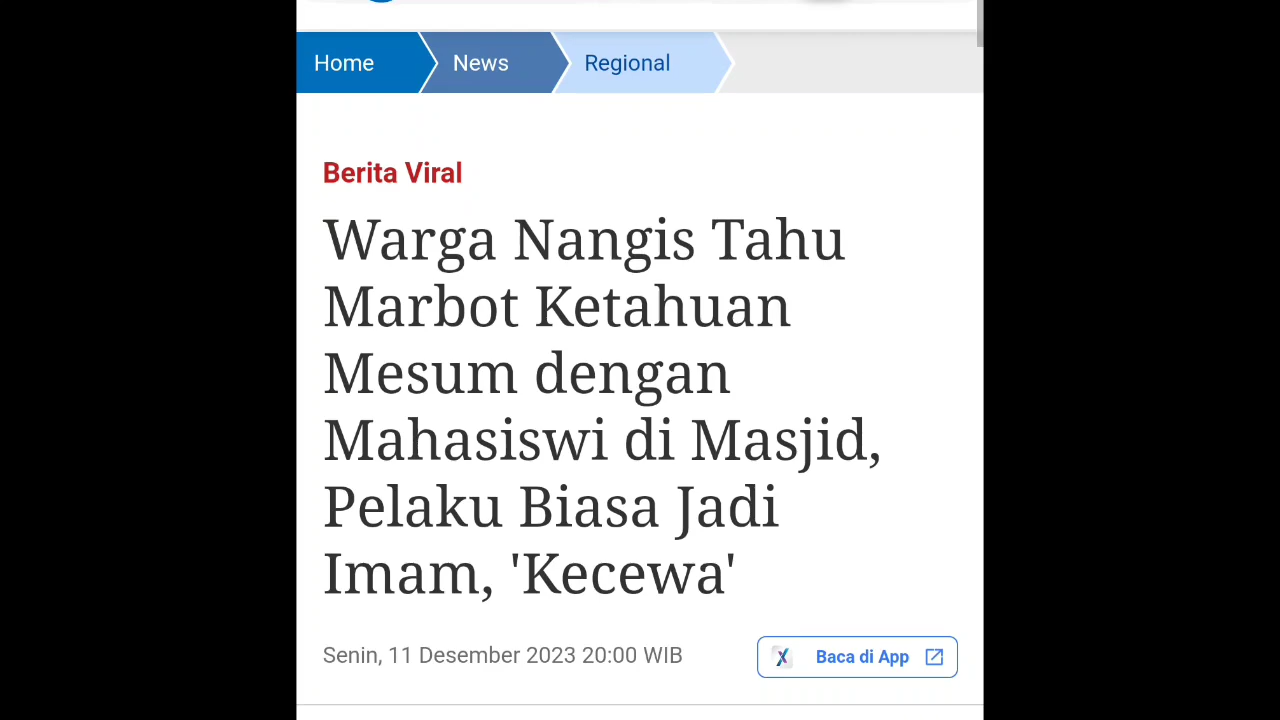 Home News Regional
Berita Viral
Warga Nangis Tahu
Marbot Ketahuan
Mesum dengan
Mahasiswi di Masjid,
Pelaku Biasa Jadi
Imam, 'Kecewa'
Senin, 11 Desember 2023 20:00 WIB
Baca di App